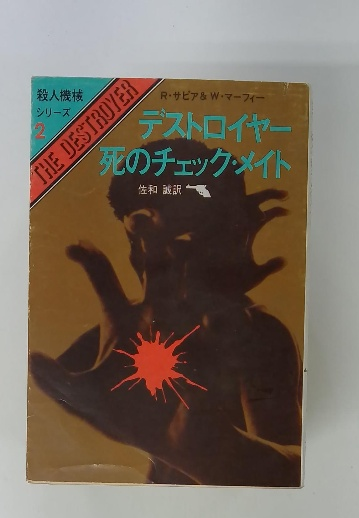 殺人機械
シリーズ
2
THE DESTROYER
R・サピア&W・マーフィー
デストロイヤー
死のチェック・メイト
佐和 誠訳